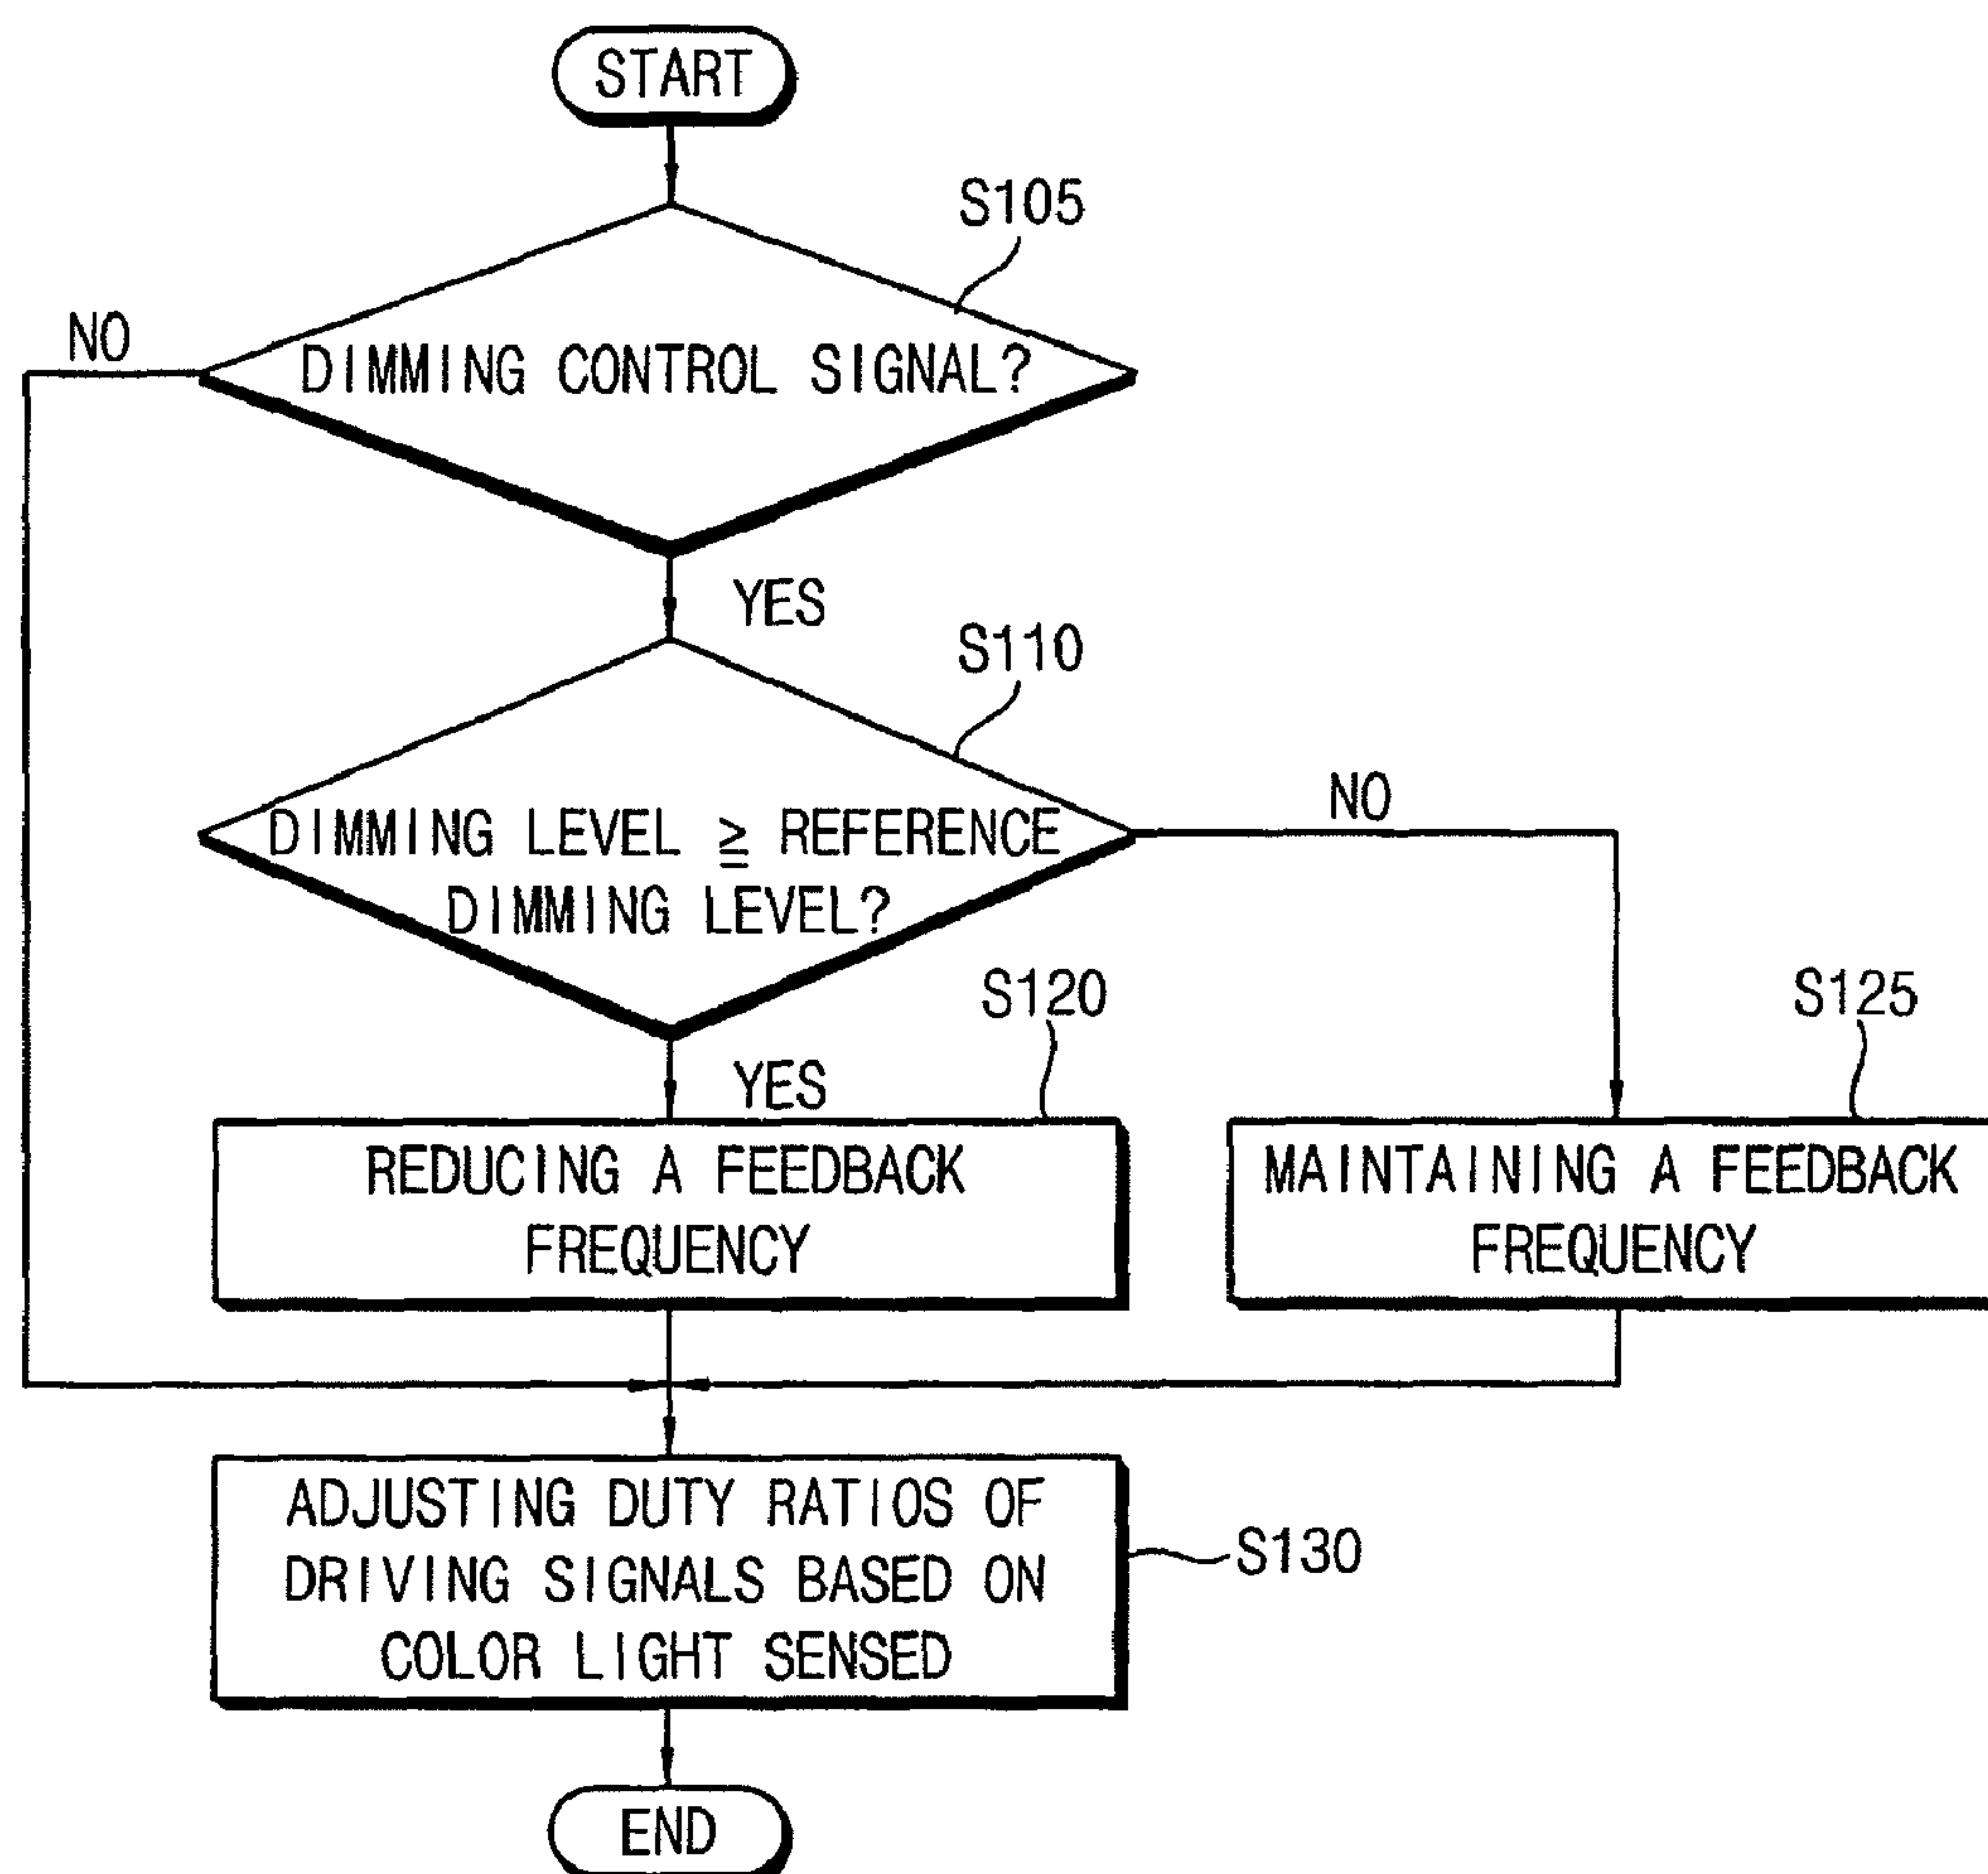 START
S105
NO
DIMMING CONTROL SIGNAL?
YES
S110
DIMMING LEVEL ≧ REFERENCE
DIMMING LEVEL?
NO
S120
S125
YES
REDUCING A FEEDBACK
FREQUENCY
MAINTAINING A FEEDBACK
FREQUENCY
ADJUSTING DUTY RATIOS OF
DRIVING SIGNALS BASED ON
COLOR LIGHT SENSED
S130
END